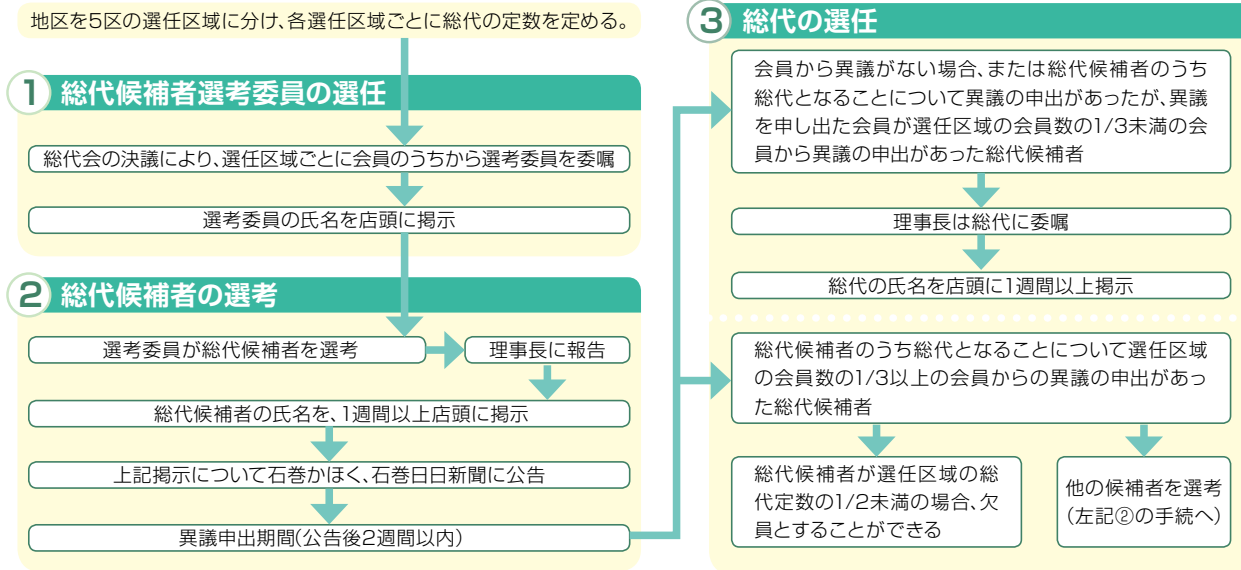 地区を5区の選任区域に分け、各選任区域ごとに総代の定数を定める。
① 総代候補者選考委員の選任
総代会の決議により、選任区域ごとに会員のうちから選考委員を委嘱
選考委員の氏名を店頭に掲示
② 総代候補者の選考
選考委員が総代候補者を選考
理事長に報告
総代候補者の氏名を、1週間以上店頭に掲示
上記掲示について石巻かほく、石巻日日新聞に公告
異議申出期間(公告後2週間以内)
③ 総代の選任
会員から異議がない場合、または総代候補者のうち
総代となることについて異議の申出があったが、異議
を申し出た会員が選任区域の会員数の1/3未満の会
員から異議の申出があった総代候補者
理事長は総代に委嘱
総代の氏名を店頭に1週間以上掲示
総代候補者のうち総代となることについて選任区域
の会員数の1/3以上の会員からの異議の申出があっ
た総代候補者
総代候補者が選任区域の総
代定数の1/2未満の場合、欠
員とすることができる
他の候補者を選考
(左記②の手続へ)